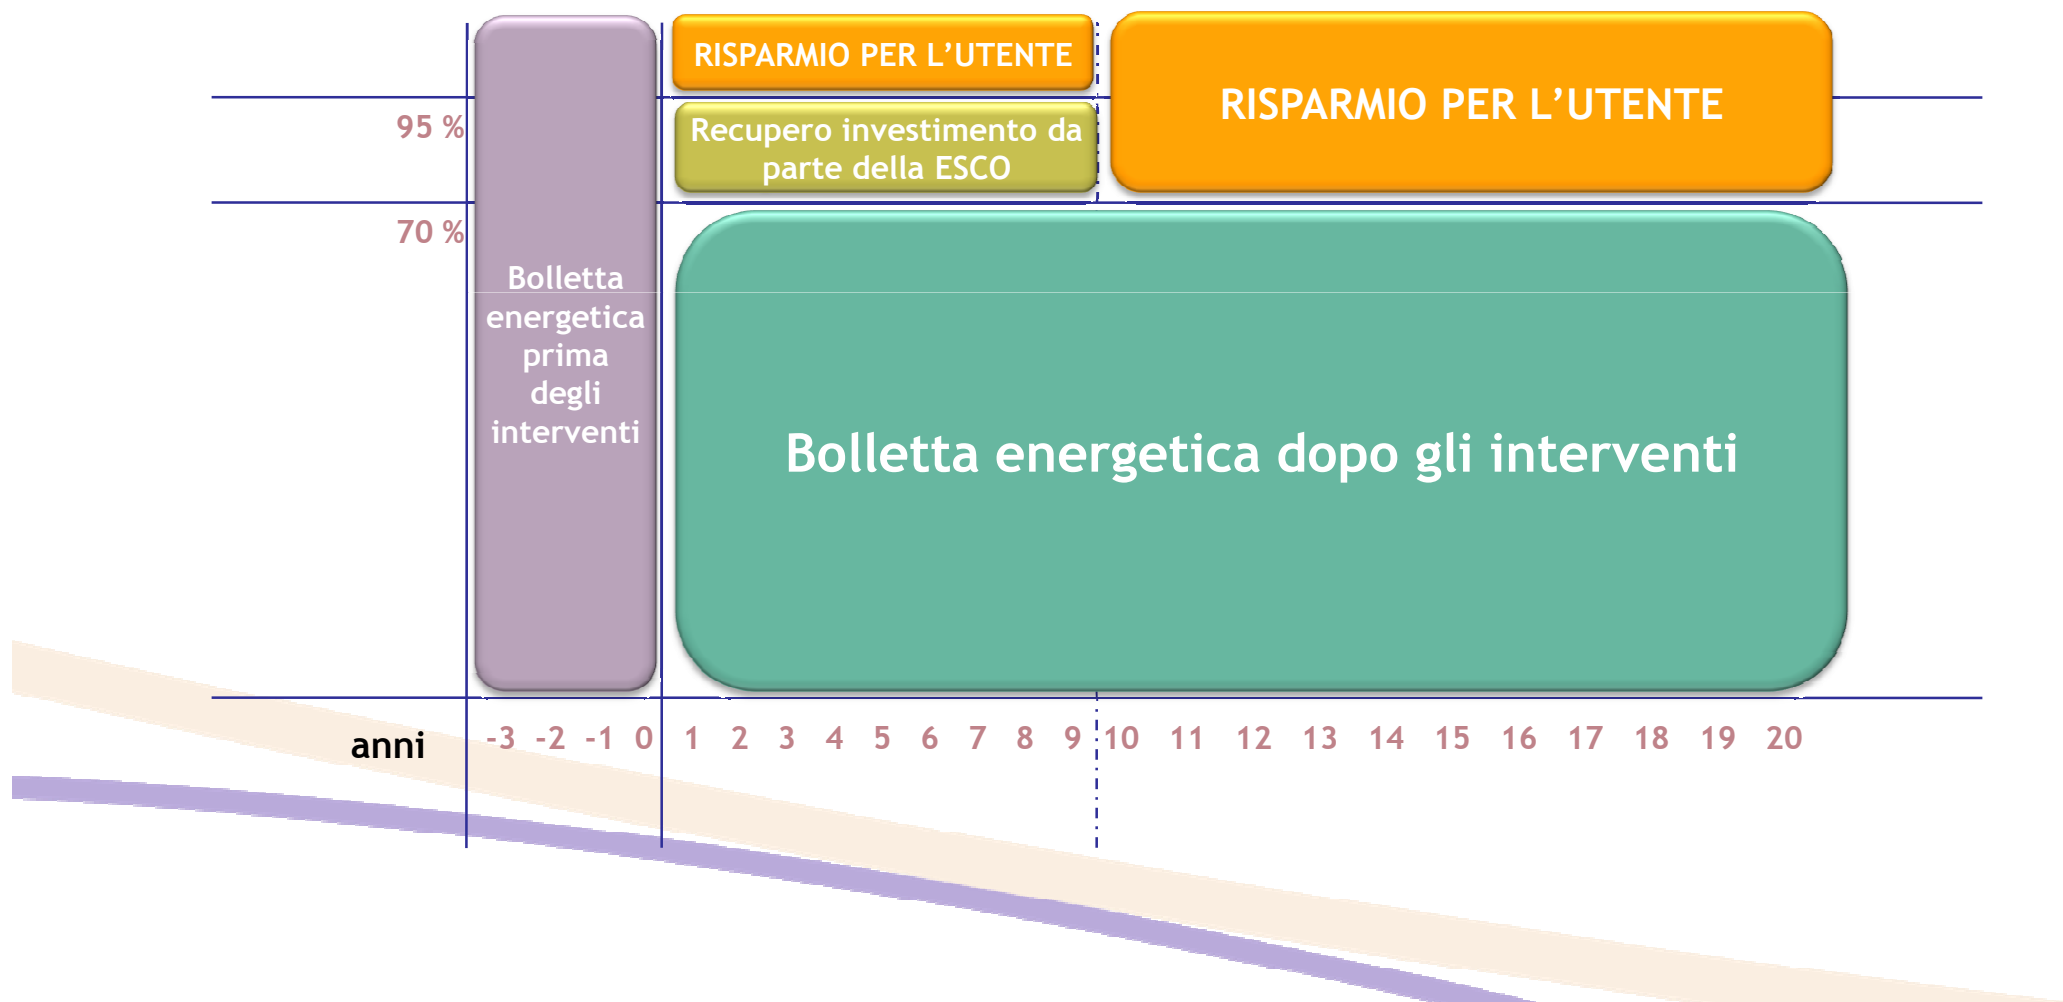 RISPARMIO PER L’UTENTE
RISPARMIO PER L’UTENTE
95 %
Recupero investimento da
parte della ESCO
70 %
Bolletta
energetica
prima
degli
interventi
Bolletta energetica dopo gli interventi
anni
-3 -2 -1 0 1 2 3 4 5 6 7 8 9 10 11 12 13 14 15 16 17 18 19 20